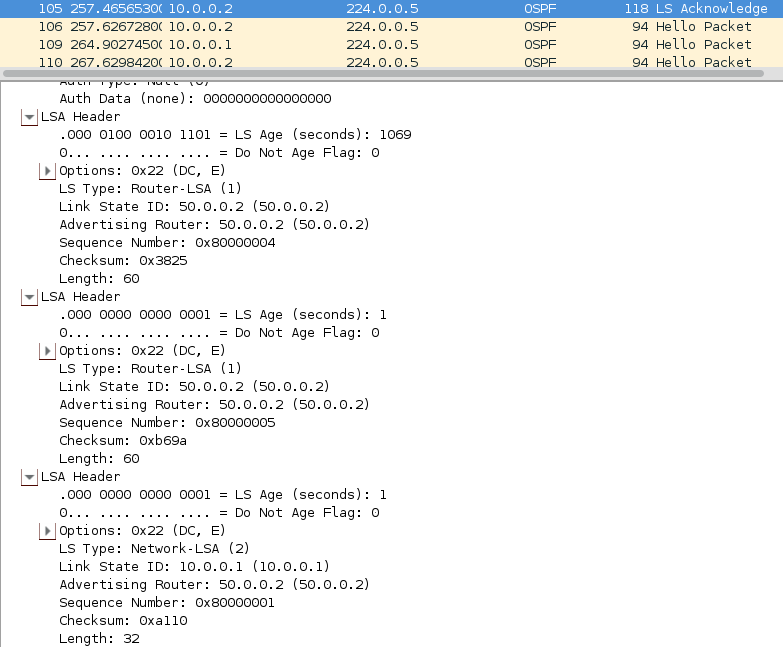 105 257.46565300 10.0.0.2 224.0.0.5 OSPF 118 LS Acknowledge
106 257.62672800 10.0.0.2 224.0.0.5 OSPF 94 Hello Packet
109 264.90274500 10.0.0.1 224.0.0.5 OSPF 94 Hello Packet
110 267.62984200 10.0.0.2 224.0.0.5 OSPF 94 Hello Packet
Auth Type: Null (0)
Auth Data (none): 0000000000000000
LSA Header
.000 0100 0010 1101 = LS Age (seconds): 1069
0... .... .... .... = Do Not Age Flag: 0
Options: 0x22 (DC, E)
LS Type: Router-LSA (1)
Link State ID: 50.0.0.2 (50.0.0.2)
Advertising Router: 50.0.0.2 (50.0.0.2)
Sequence Number: 0x80000004
Checksum: 0x3825
Length: 60
LSA Header
.000 0000 0000 0001 = LS Age (seconds): 1
0... .... .... .... = Do Not Age Flag: 0
Options: 0x22 (DC, E)
LS Type: Router-LSA (1)
Link State ID: 50.0.0.2 (50.0.0.2)
Advertising Router: 50.0.0.2 (50.0.0.2)
Sequence Number: 0x80000005
Checksum: 0xb69a
Length: 60
LSA Header
.000 0000 0000 0001 = LS Age (seconds): 1
0... .... .... .... = Do Not Age Flag: 0
Options: 0x22 (DC, E)
LS Type: Network-LSA (2)
Link State ID: 10.0.0.1 (10.0.0.1)
Advertising Router: 50.0.0.2 (50.0.0.2)
Sequence Number: 0x80000001
Checksum: 0xa110
Length: 32